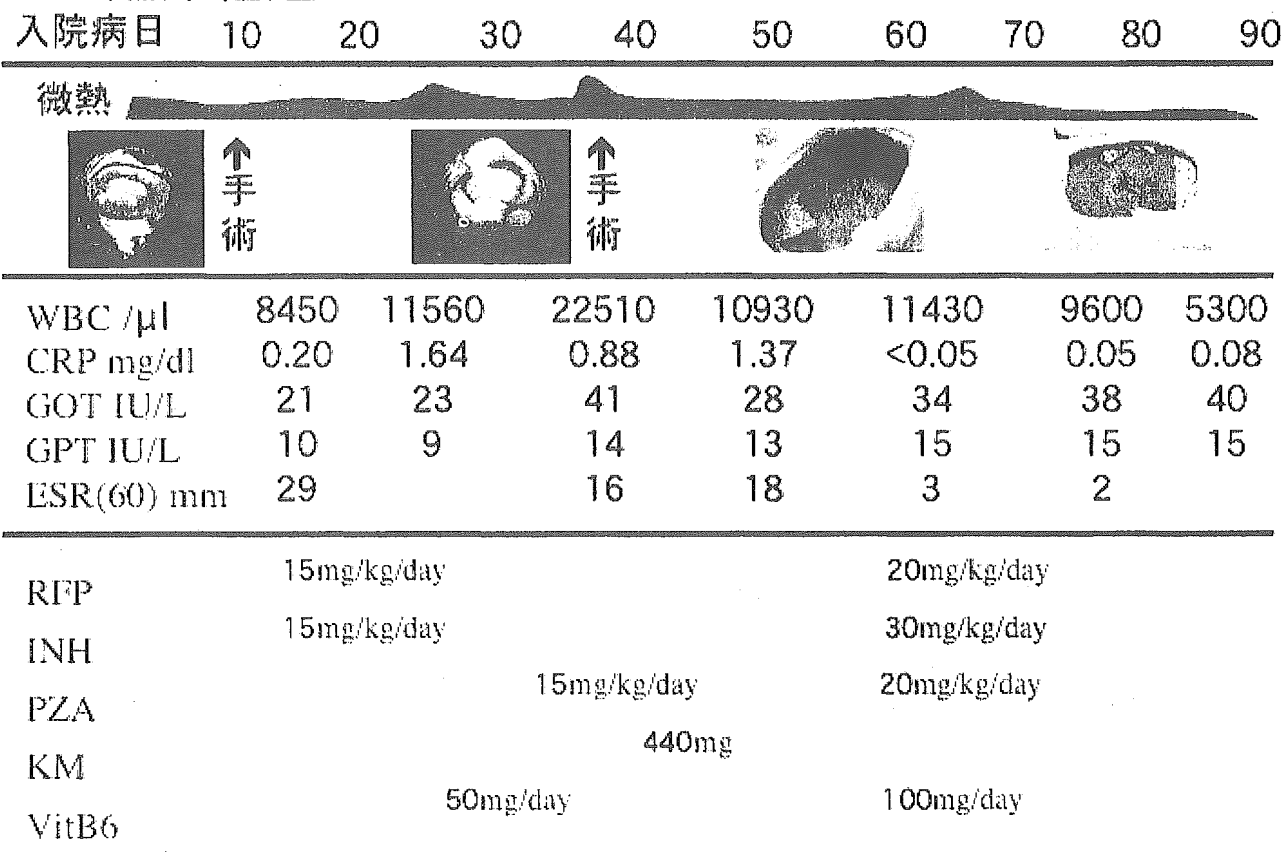 入院病日 10 20 30 40 50 60 70 80 90
微熱
↑手術 ↑手術
WBC /μl 8450 11560 22510 10930 11430 9600 5300
CRP mg/dl 0.20 1.64 0.88 1.37 <0.05 0.05 0.08
GOT IU/L 21 23 41 28 34 38 40
GPT IU/L 10 9 14 13 15 15 15
ESR(60) mm 29 16 18 3 2
RFP 15mg/kg/day 20mg/kg/day
INH 15mg/kg/day 30mg/kg/day
PZA 15mg/kg/day 20mg/kg/day
KM 440mg
VitB6 50mg/day 100mg/day